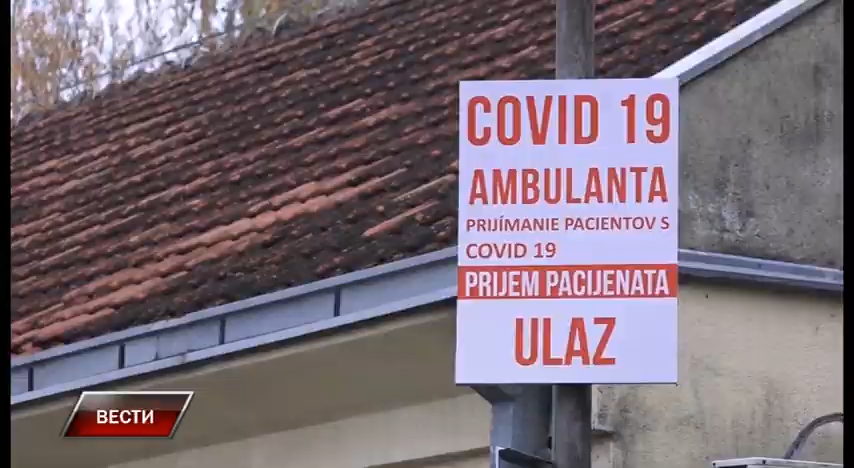 COVID 19
AMBULANTA
PRIJÍMANIE PACIENTOV S
COVID 19
PRIJEM PACIJENATA
ULAZ
ВЕСТИ